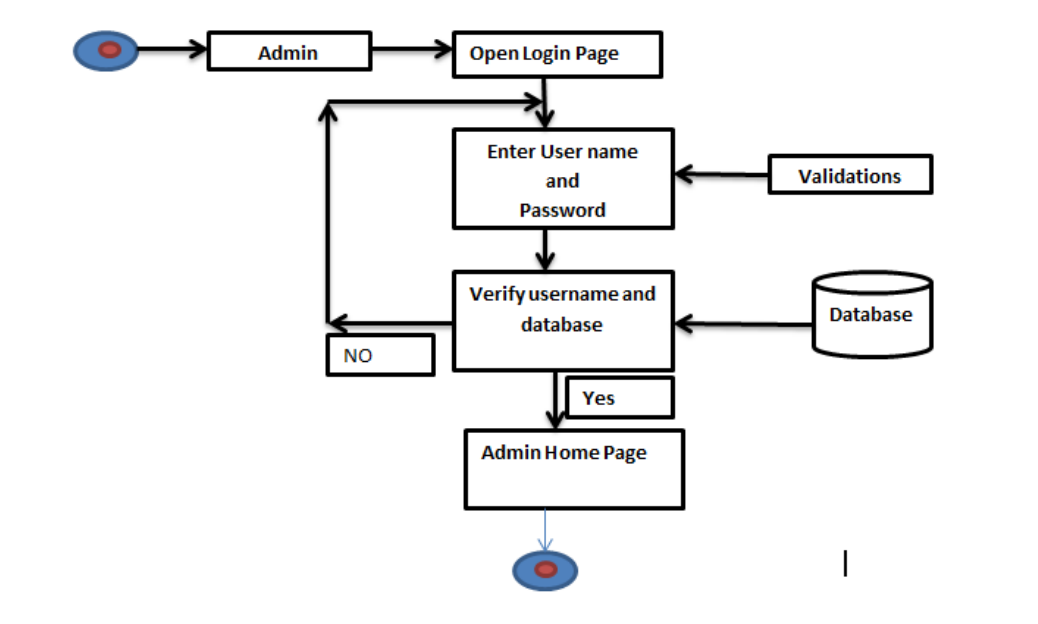 Admin
Open Login Page
Enter User name
and
Password
Validations
Verify username and
database
Database
NO
Yes
Admin Home Page